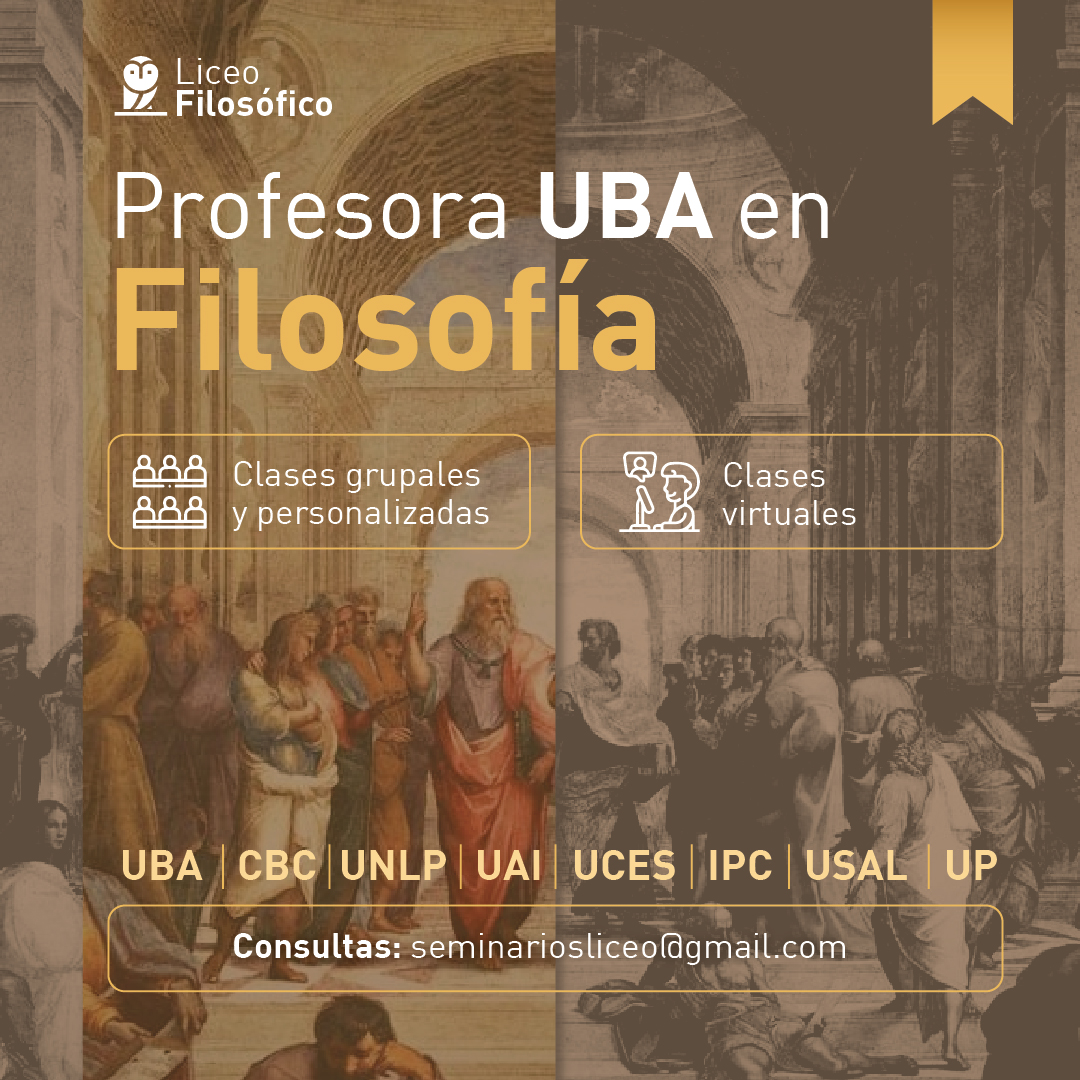 Liceo
Filosófico
Profesora UBA en
Filosofía
Clases grupales
y personalizadas
Clases
virtuales
UBA | CBC | UNLP | UAI | UCES | IPC | USAL | UP
Consultas: seminariosliceo@gmail.com